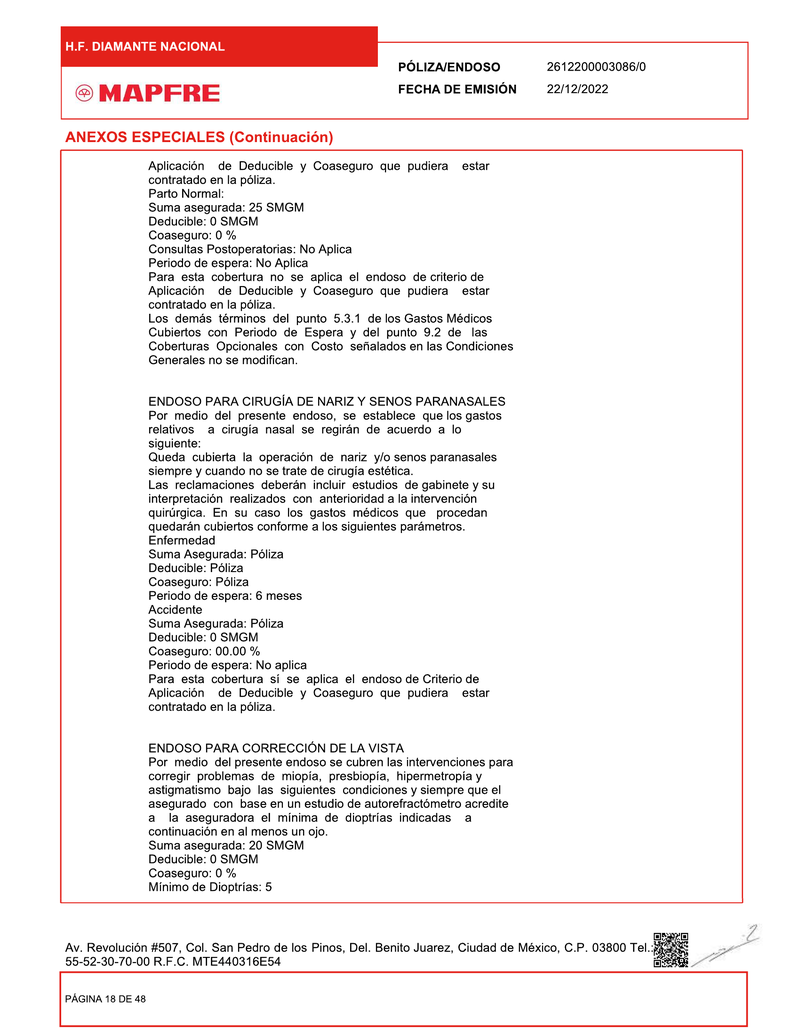 H.F. DIAMANTE NACIONAL
PÓLIZA/ENDOSO 2612200003086/0
MAPFRE
FECHA DE EMISIÓN 22/12/2022
ANEXOS ESPECIALES (Continuación)
Aplicación de Deducible y Coaseguro que pudiera estar
contratado en la póliza.
Parto Normal:
Suma asegurada: 25 SMGM
Deducible: 0 SMGM
Coaseguro: 0 %
Consultas Postoperatorias: No Aplica
Periodo de espera: No Aplica
Para esta cobertura no se aplica el endoso de criterio de
Aplicación de Deducible y Coaseguro que pudiera estar
contratado en la póliza.
Los demás términos del punto 5.3.1 de los Gastos Médicos
Cubiertos con Periodo de Espera y del punto 9.2 de las
Coberturas Opcionales con Costo señalados en las Condiciones
Generales no se modifican.
ENDOSO PARA CIRUGÍA DE NARIZ Y SENOS PARANASALES
Por medio del presente endoso, se establece que los gastos
relativos a cirugía nasal se regirán de acuerdo a lo
siguiente:
Queda cubierta la operación de nariz y/o senos paranasales
siempre y cuando no se trate de cirugía estética.
Las reclamaciones deberán incluir estudios de gabinete y su
interpretación realizados con anterioridad a la intervención
quirúrgica. En su caso los gastos médicos que procedan
quedarán cubiertos conforme a los siguientes parámetros.
Enfermedad
Suma Asegurada: Póliza
Deducible: Póliza
Coaseguro: Póliza
Periodo de espera: 6 meses
Accidente
Suma Asegurada: Póliza
Deducible: 0 SMGM
Coaseguro: 00.00 %
Periodo de espera: No aplica
Para esta cobertura sí se aplica el endoso de Criterio de
Aplicación de Deducible y Coaseguro que pudiera estar
contratado en la póliza.
ENDOSO PARA CORRECCIÓN DE LA VISTA
Por medio del presente endoso se cubren las intervenciones para
corregir problemas de miopía, presbiopía, hipermetropía y
astigmatismo bajo las siguientes condiciones y siempre que el
asegurado con base en un estudio de autorefractómetro acredite
a la aseguradora el mínima de dioptrías indicadas a
continuación en al menos un ojo.
Suma asegurada: 20 SMGM
Deducible: 0 SMGM
Coaseguro: 0 %
Mínimo de Dioptrías: 5
Av. Revolución #507, Col. San Pedro de los Pinos, Del. Benito Juarez, Ciudad de México, C.P. 03800 Tel.:
55-52-30-70-00 R.F.C. MTE440316E54
PÁGINA 18 DE 48